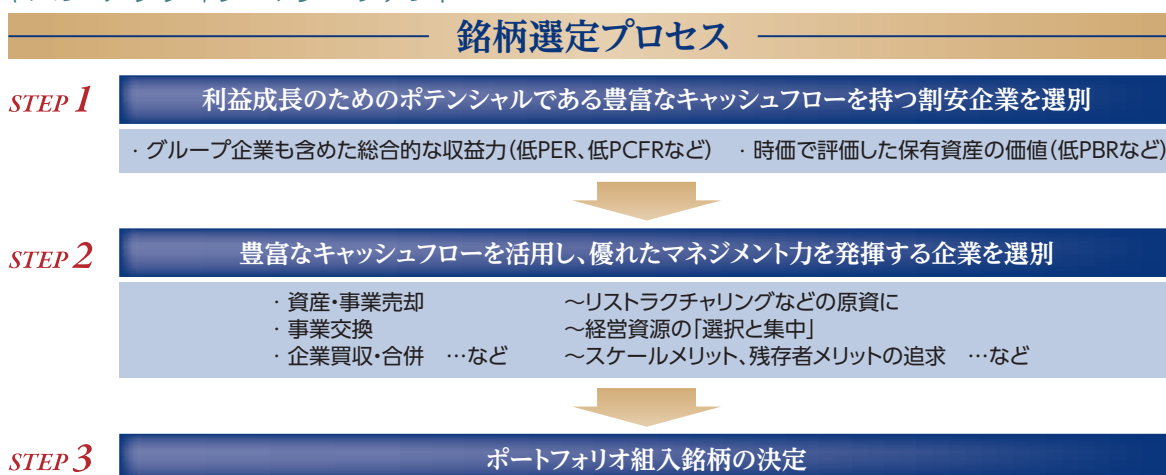 銘柄選定プロセス
STEP 1 利益成長のためのポテンシャルである豊富なキャッシュフローを持つ割安企業を選別
・グループ企業も含めた総合的な収益力(低PER、低PCFRなど) ・時価で評価した保有資産の価値(低PBRなど)
STEP 2 豊富なキャッシュフローを活用し、優れたマネジメント力を発揮する企業を選別
・資産・事業売却 ～リストラクチャリングなどの原資に
・事業交換 ～経営資源の「選択と集中」
・企業買収・合併 …など ～スケールメリット、残存者メリットの追求 …など
STEP 3 ポートフォリオ組入銘柄の決定